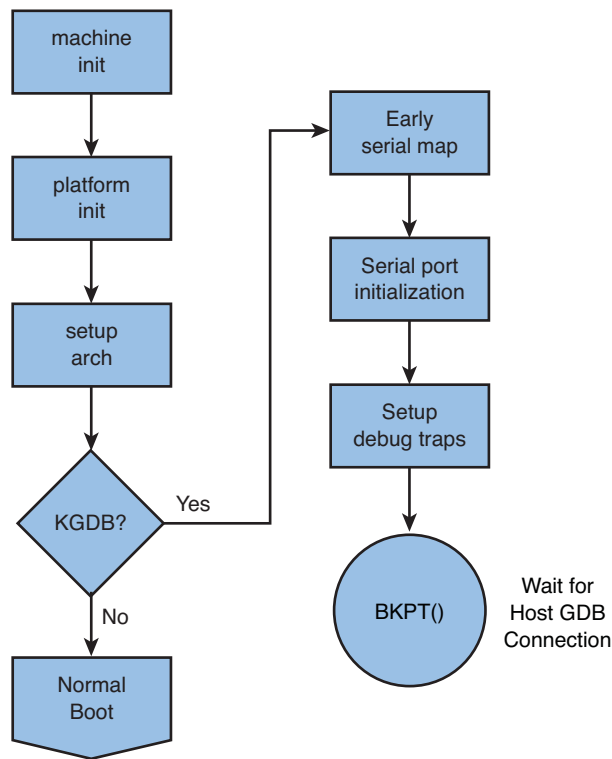 machine
init
platform
init
setup
arch
KGDB?
Yes
No
Normal
Boot
Early
serial map
Serial port
initialization
Setup
debug traps
BKPT()
Wait for
Host GDB
Connection